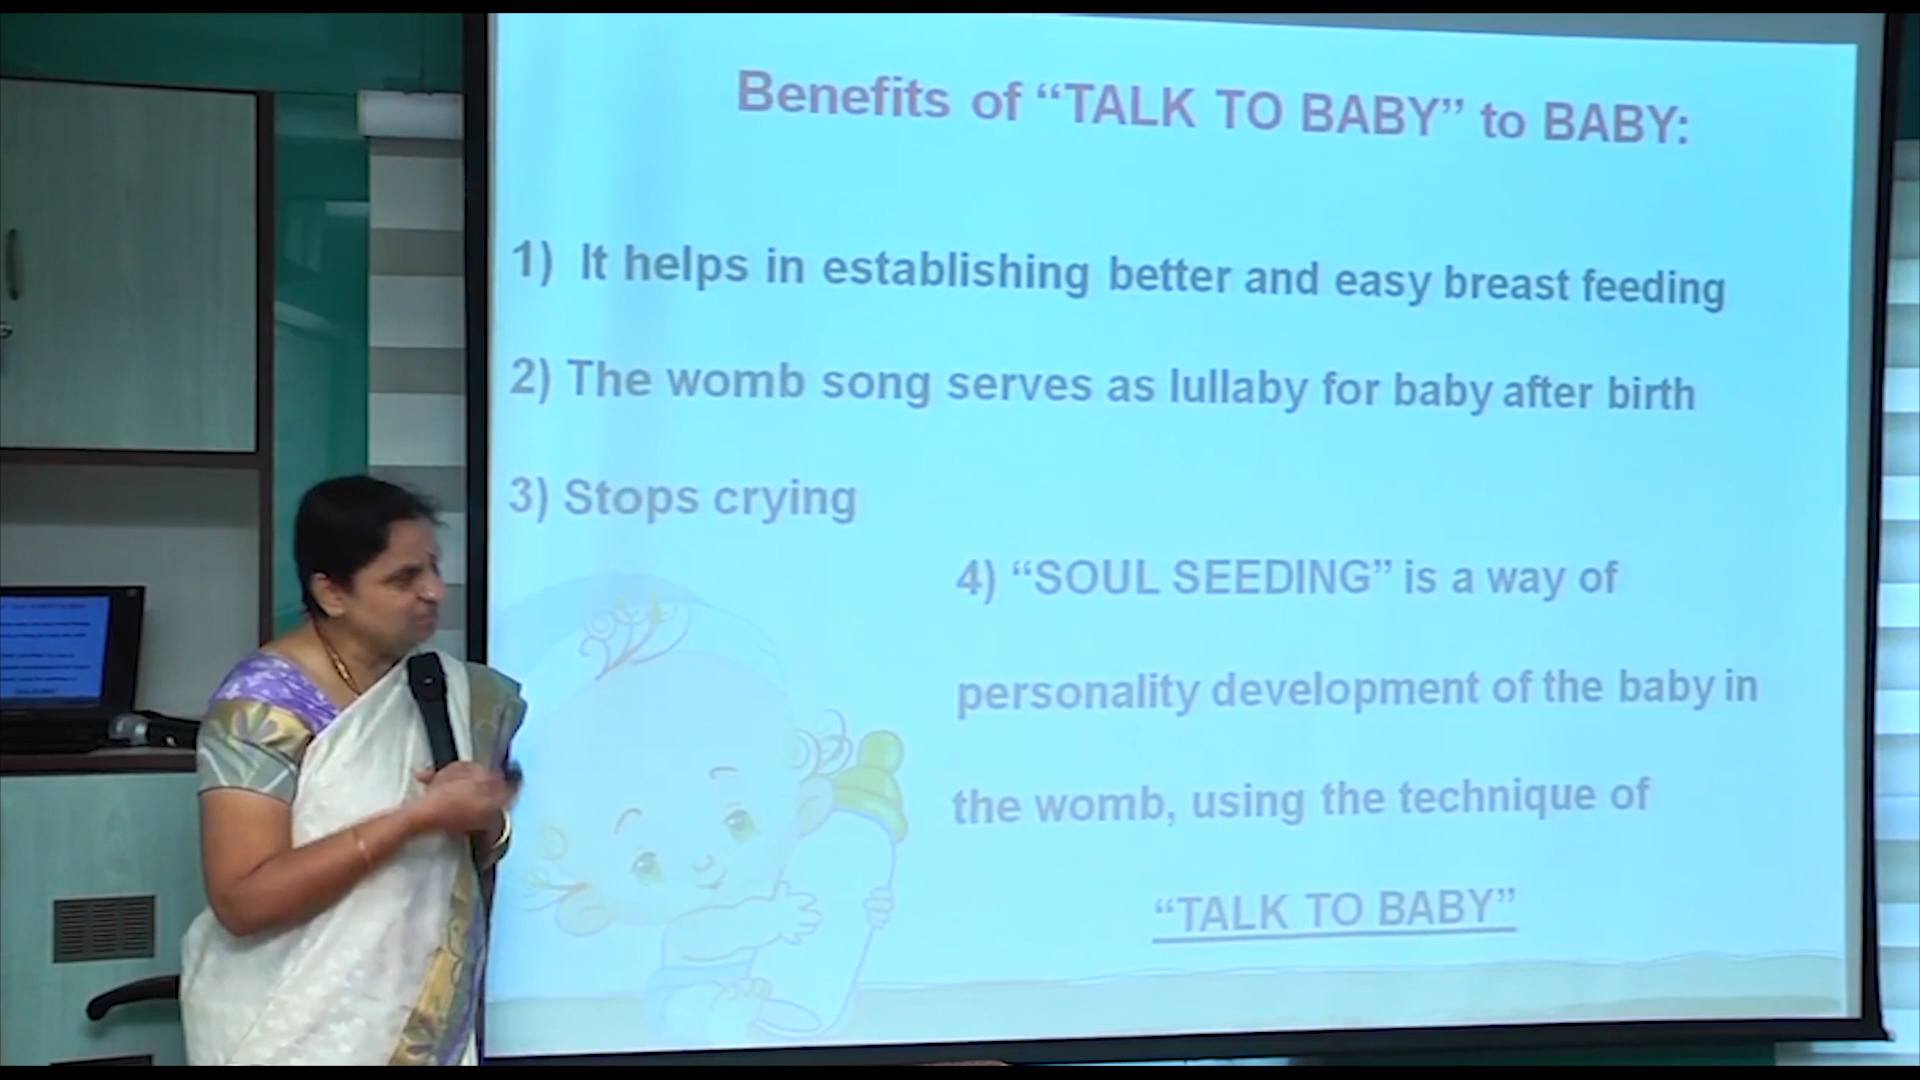 Benefits of “TALK TO BABY” to BABY:
1) It helps in establishing better and easy breast feeding
2) The womb song serves as lullaby for baby after birth
3) Stops crying
4) “SOUL SEEDING” is a way of
personality development of the baby in
the womb, using the technique of
“TALK TO BABY”